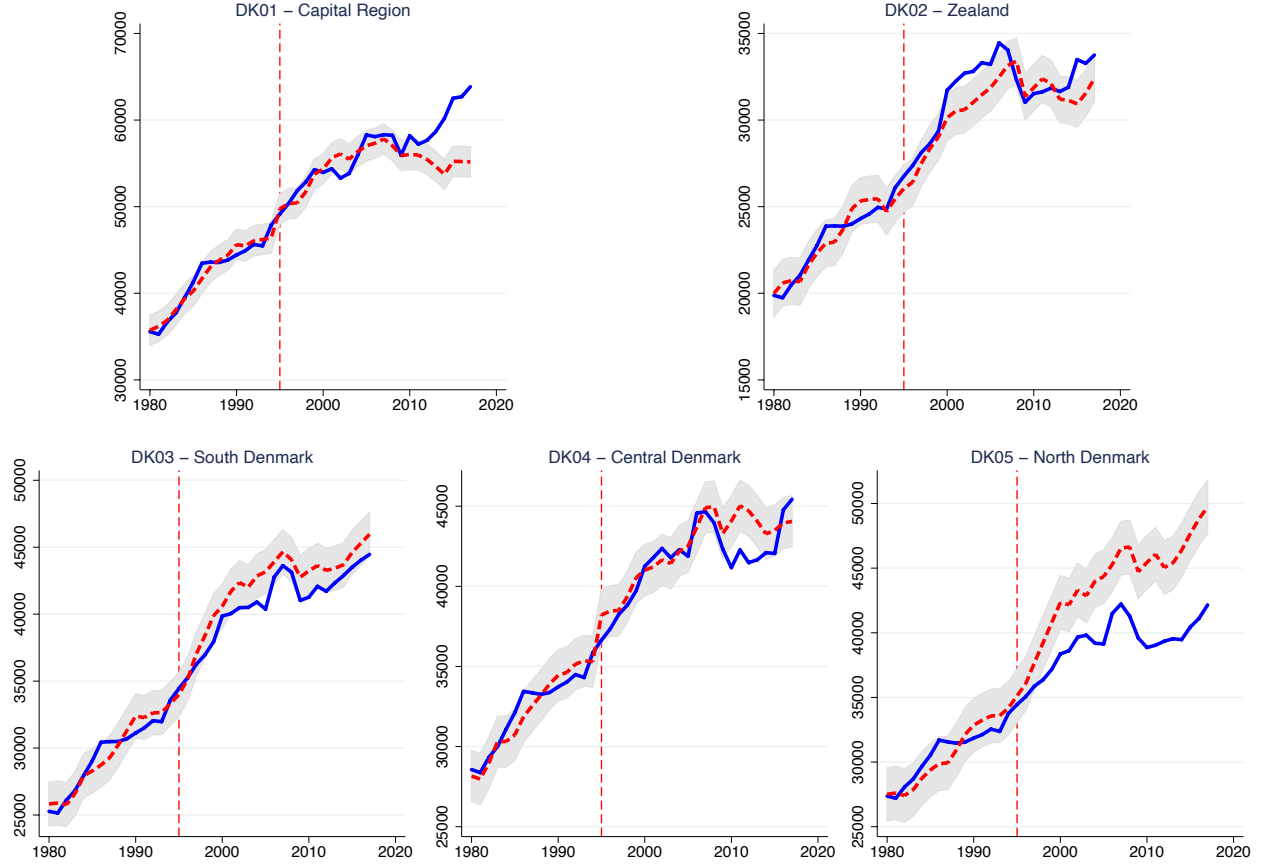 DK01 – Capital Region
70000
60000
50000
40000
30000
1980 1990 2000 2010 2020
DK02 – Zealand
35000
30000
25000
20000
15000
1980 1990 2000 2010 2020
DK03 – South Denmark
50000
45000
40000
35000
30000
25000
1980 1990 2000 2010 2020
DK04 – Central Denmark
45000
40000
35000
30000
25000
1980 1990 2000 2010 2020
DK05 – North Denmark
50000
45000
40000
35000
30000
25000
1980 1990 2000 2010 2020